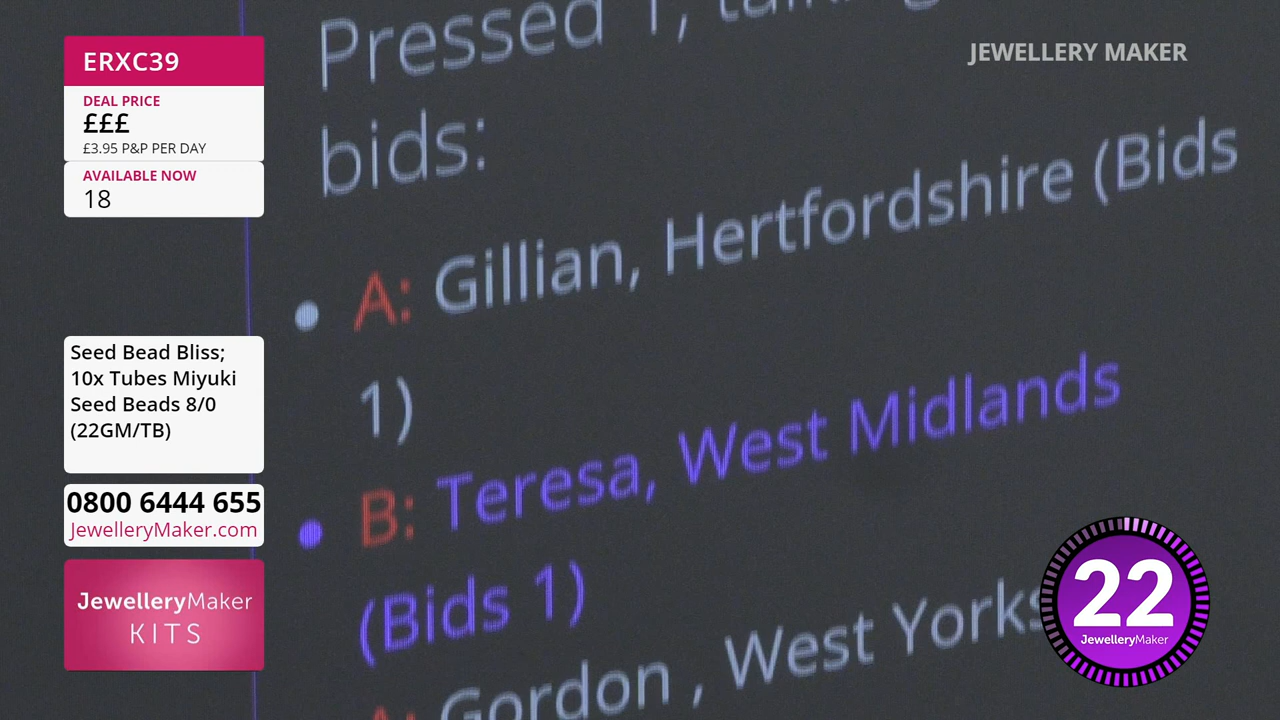 ERXC39
DEAL PRICE
£££
£3.95 P&P PER DAY
AVAILABLE NOW
18
Seed Bead Bliss;
10x Tubes Miyuki
Seed Beads 8/0
(22GM/TB)
0800 6444 655
JewelleryMaker.com
JewelleryMaker
KITS
JEWELLERY MAKER
Pressed 1,
bids:
• A: Gillian, Hertfordshire (Bids
1)
• B: Teresa, West Midlands
(Bids 1)
Gordon , West
22
JewelleryMaker